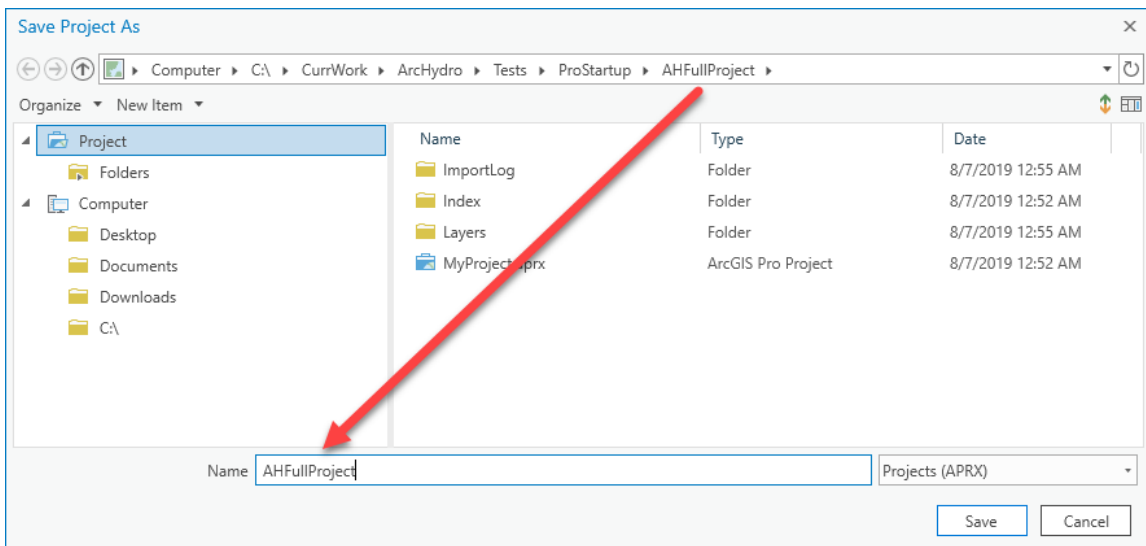 Save Project As
Computer C:\ CurrWork ArcHydro Tests ProStartup AHFullProject
Organize New Item
Project
Folders
Computer
Desktop
Documents
Downloads
C:\
Name Type Date
ImportLog Folder 8/7/2019 12:55 AM
Index Folder 8/7/2019 12:52 AM
Layers Folder 8/7/2019 12:55 AM
MyProject.aprx ArcGIS Pro Project 8/7/2019 12:52 AM
Name AHFullProject Projects (APRX)
Save Cancel